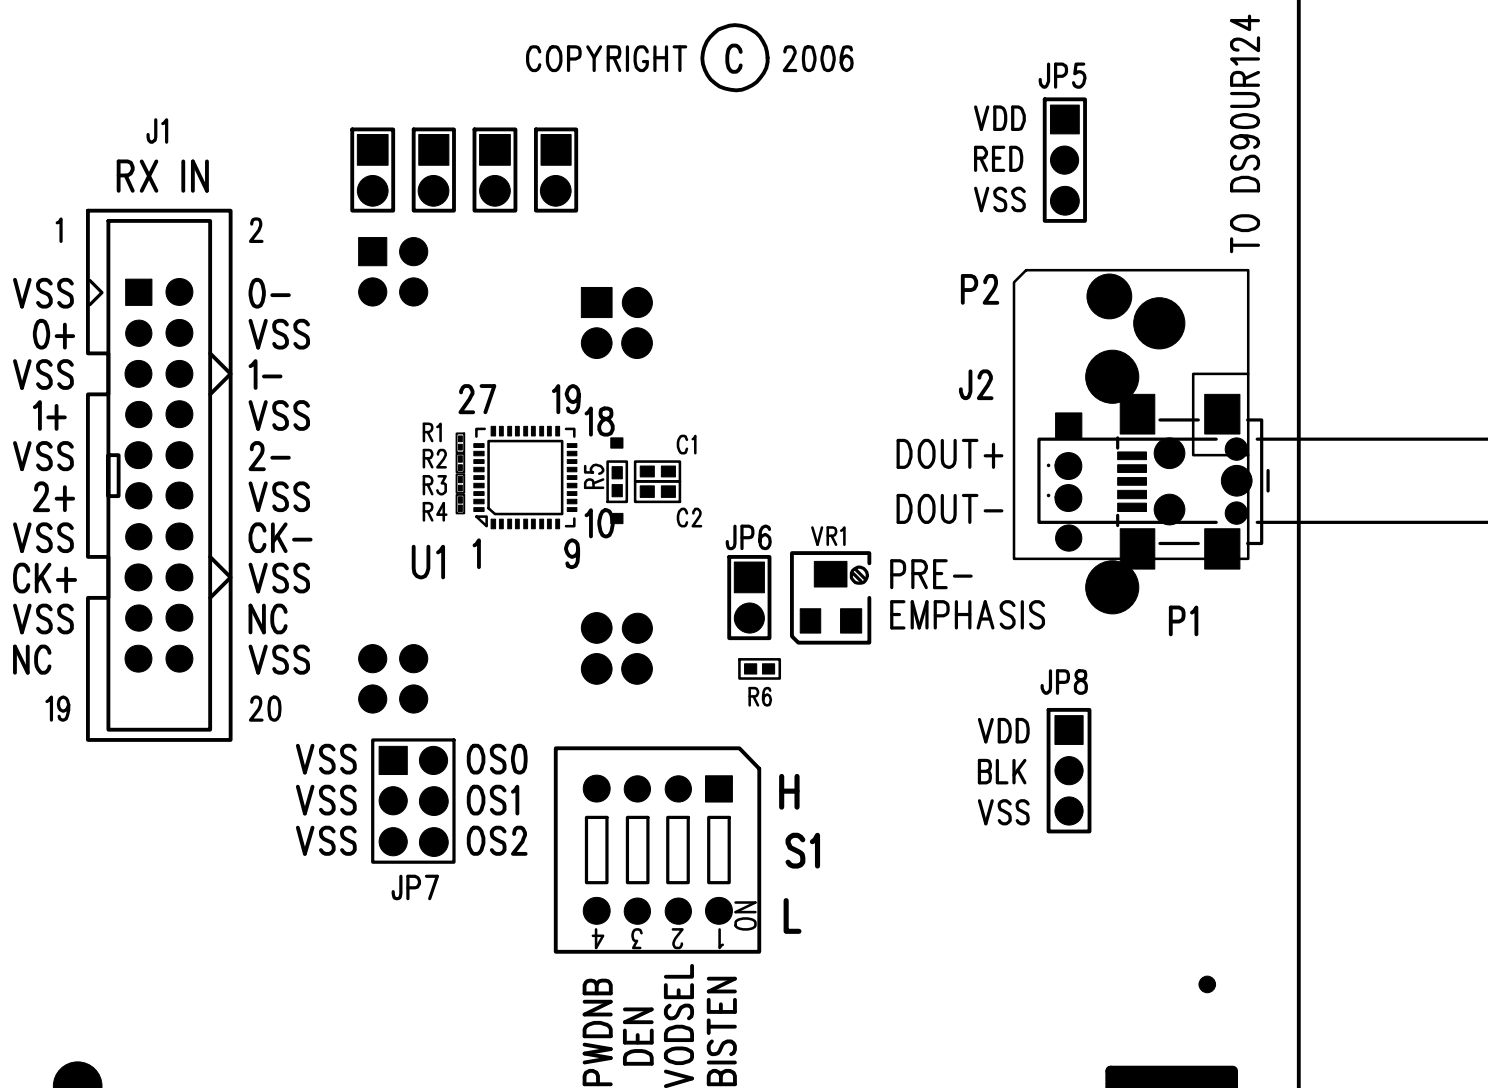 COPYRIGHT C 2006
TO DS90UR124
JP5
VDD
RED
VSS
J1
RX IN
1 2
VSS 0-
0+ VSS
VSS 1-
1+ VSS
VSS 2-
2+ VSS
VSS CK-
CK+ VSS
VSS NC
NC VSS
19 20
27 19
18
R1
R2
R3
R4
R5
C1
C2
10
U1 1 9
P2
J2
DOUT+
DOUT-
P1
JP6
VR1
PRE-
EMPHASIS
R6
JP8
VDD
BLK
VSS
VSS OS0
VSS OS1
VSS OS2
JP7
H
S1
L
ON
4 3 2 1
PWDNB
DEN
VODSEL
BISTEN